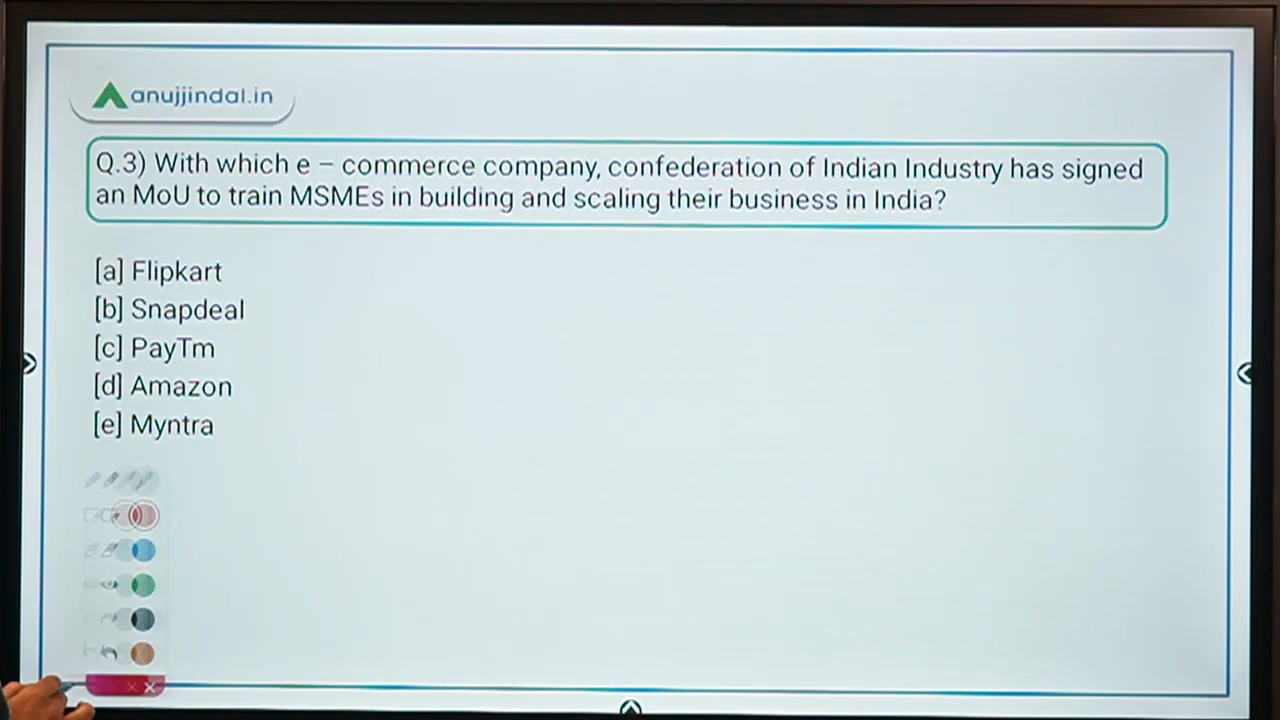 anujjindal.in
Q.3) With which e – commerce company, confederation of Indian Industry has signed
an MoU to train MSMEs in building and scaling their business in India?
[a] Flipkart
[b] Snapdeal
[c] PayTm
[d] Amazon
[e] Myntra